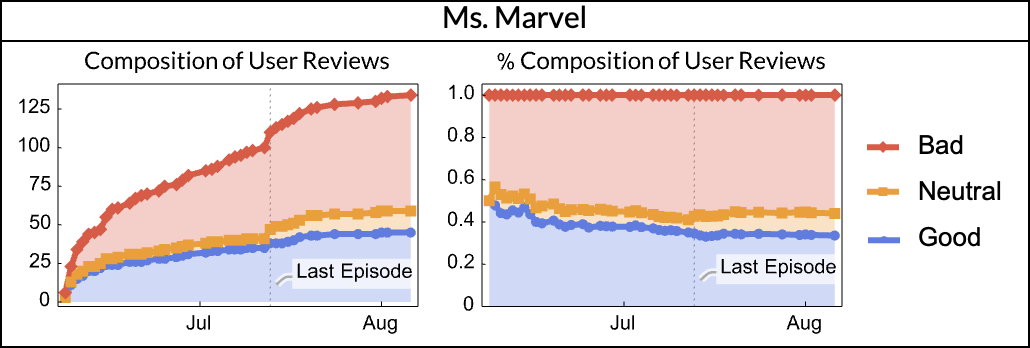 Ms. Marvel
Composition of User Reviews
125
100
75
50
25
0
Last Episode
Jul
Aug
% Composition of User Reviews
1.0
0.8
0.6
0.4
0.2
0
Last Episode
Jul
Aug
Bad
Neutral
Good